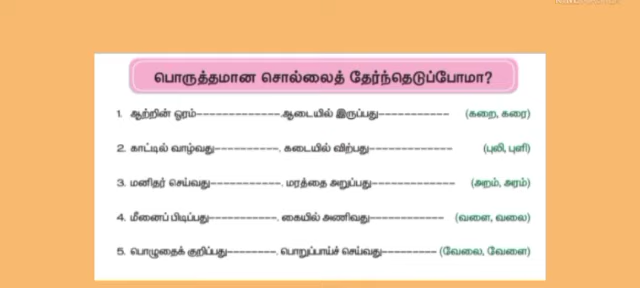 பொருத்தமான சொல்லைத் தேர்ந்தெடுப்போமா?
1. ஆற்றின் ஓரம்--------------.ஆடையில் இருப்பது------------ (கறை, கரை)
2. காட்டில் வாழ்வது------------. கடையில் விற்பது-------------- (புலி, புளி)
3. மனிதர் செய்வது------------. மரத்தை அறுப்பது-------------- (அறம், அரம்)
4. மீனைப் பிடிப்பது------------. கையில் அணிவது------------- (வளை, வலை)
5. பொழுதைக் குறிப்பது---------. பொறுப்பாய்ச் செய்வது---------- (வேலை, வேளை)